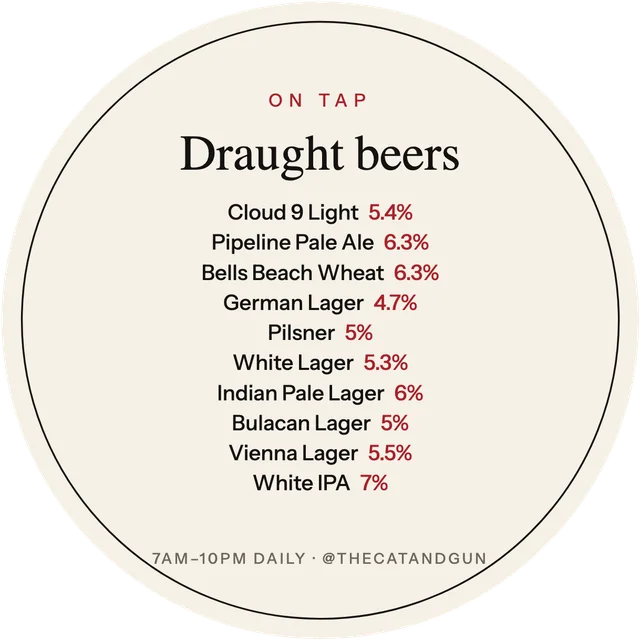 ON TAP
Draught beers
Cloud 9 Light 5.4%
Pipeline Pale Ale 6.3%
Bells Beach Wheat 6.3%
German Lager 4.7%
Pilsner 5%
White Lager 5.3%
Indian Pale Lager 6%
Bulacan Lager 5%
Vienna Lager 5.5%
White IPA 7%
7AM–10PM DAILY · @THECATANDGUN